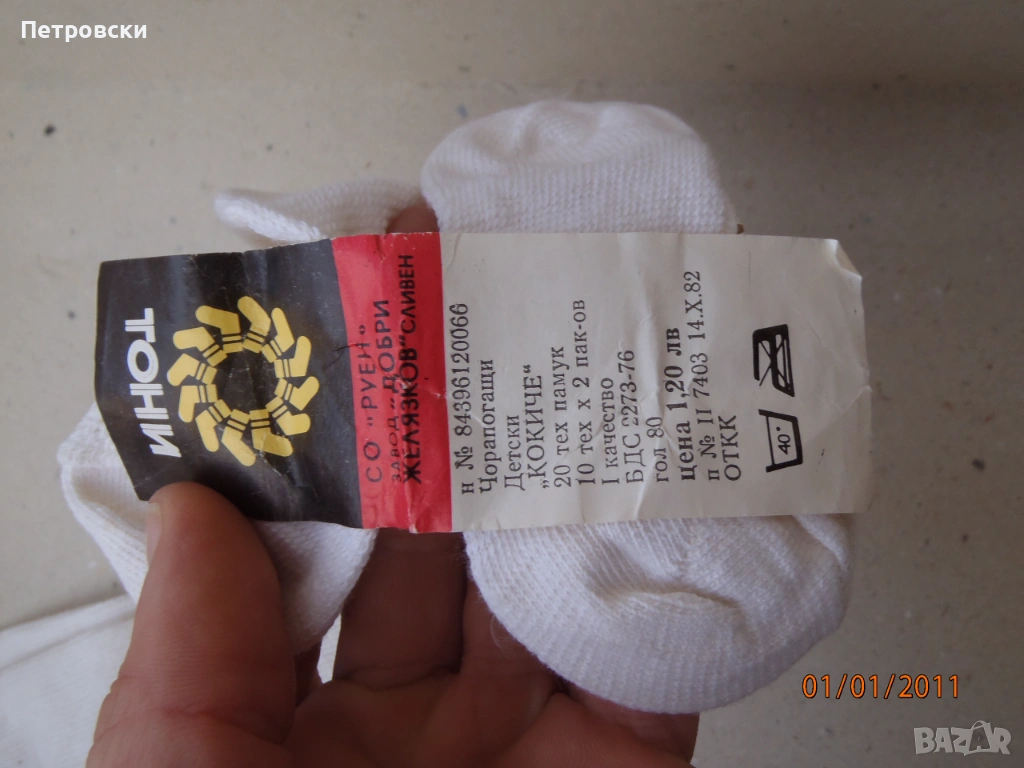 Петровски
ТОНИ
СО "РУЕН"
ЗАВОД „ДОБРИ
ЖЕЛЯЗКОВ" СЛИВЕН
н № 84396120066
Чорапогащи
Детски
„КОКИЧЕ“
20 тех памук
10 тех x 2 пак-ов
I качество
БДС 2273-76
гол 80
цена 1,20 лв
п № II 7403 14.X.82
ОТКК
40°
01/01/2011
BAZAR